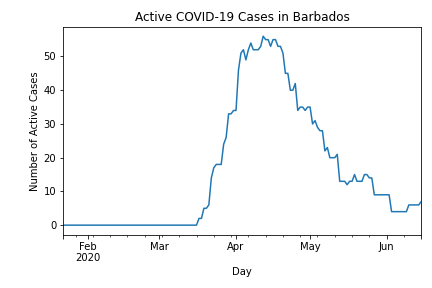 Active COVID-19 Cases in Barbados
Number of Active Cases
50
40
30
20
10
0
Feb Mar Apr May Jun
2020
Day